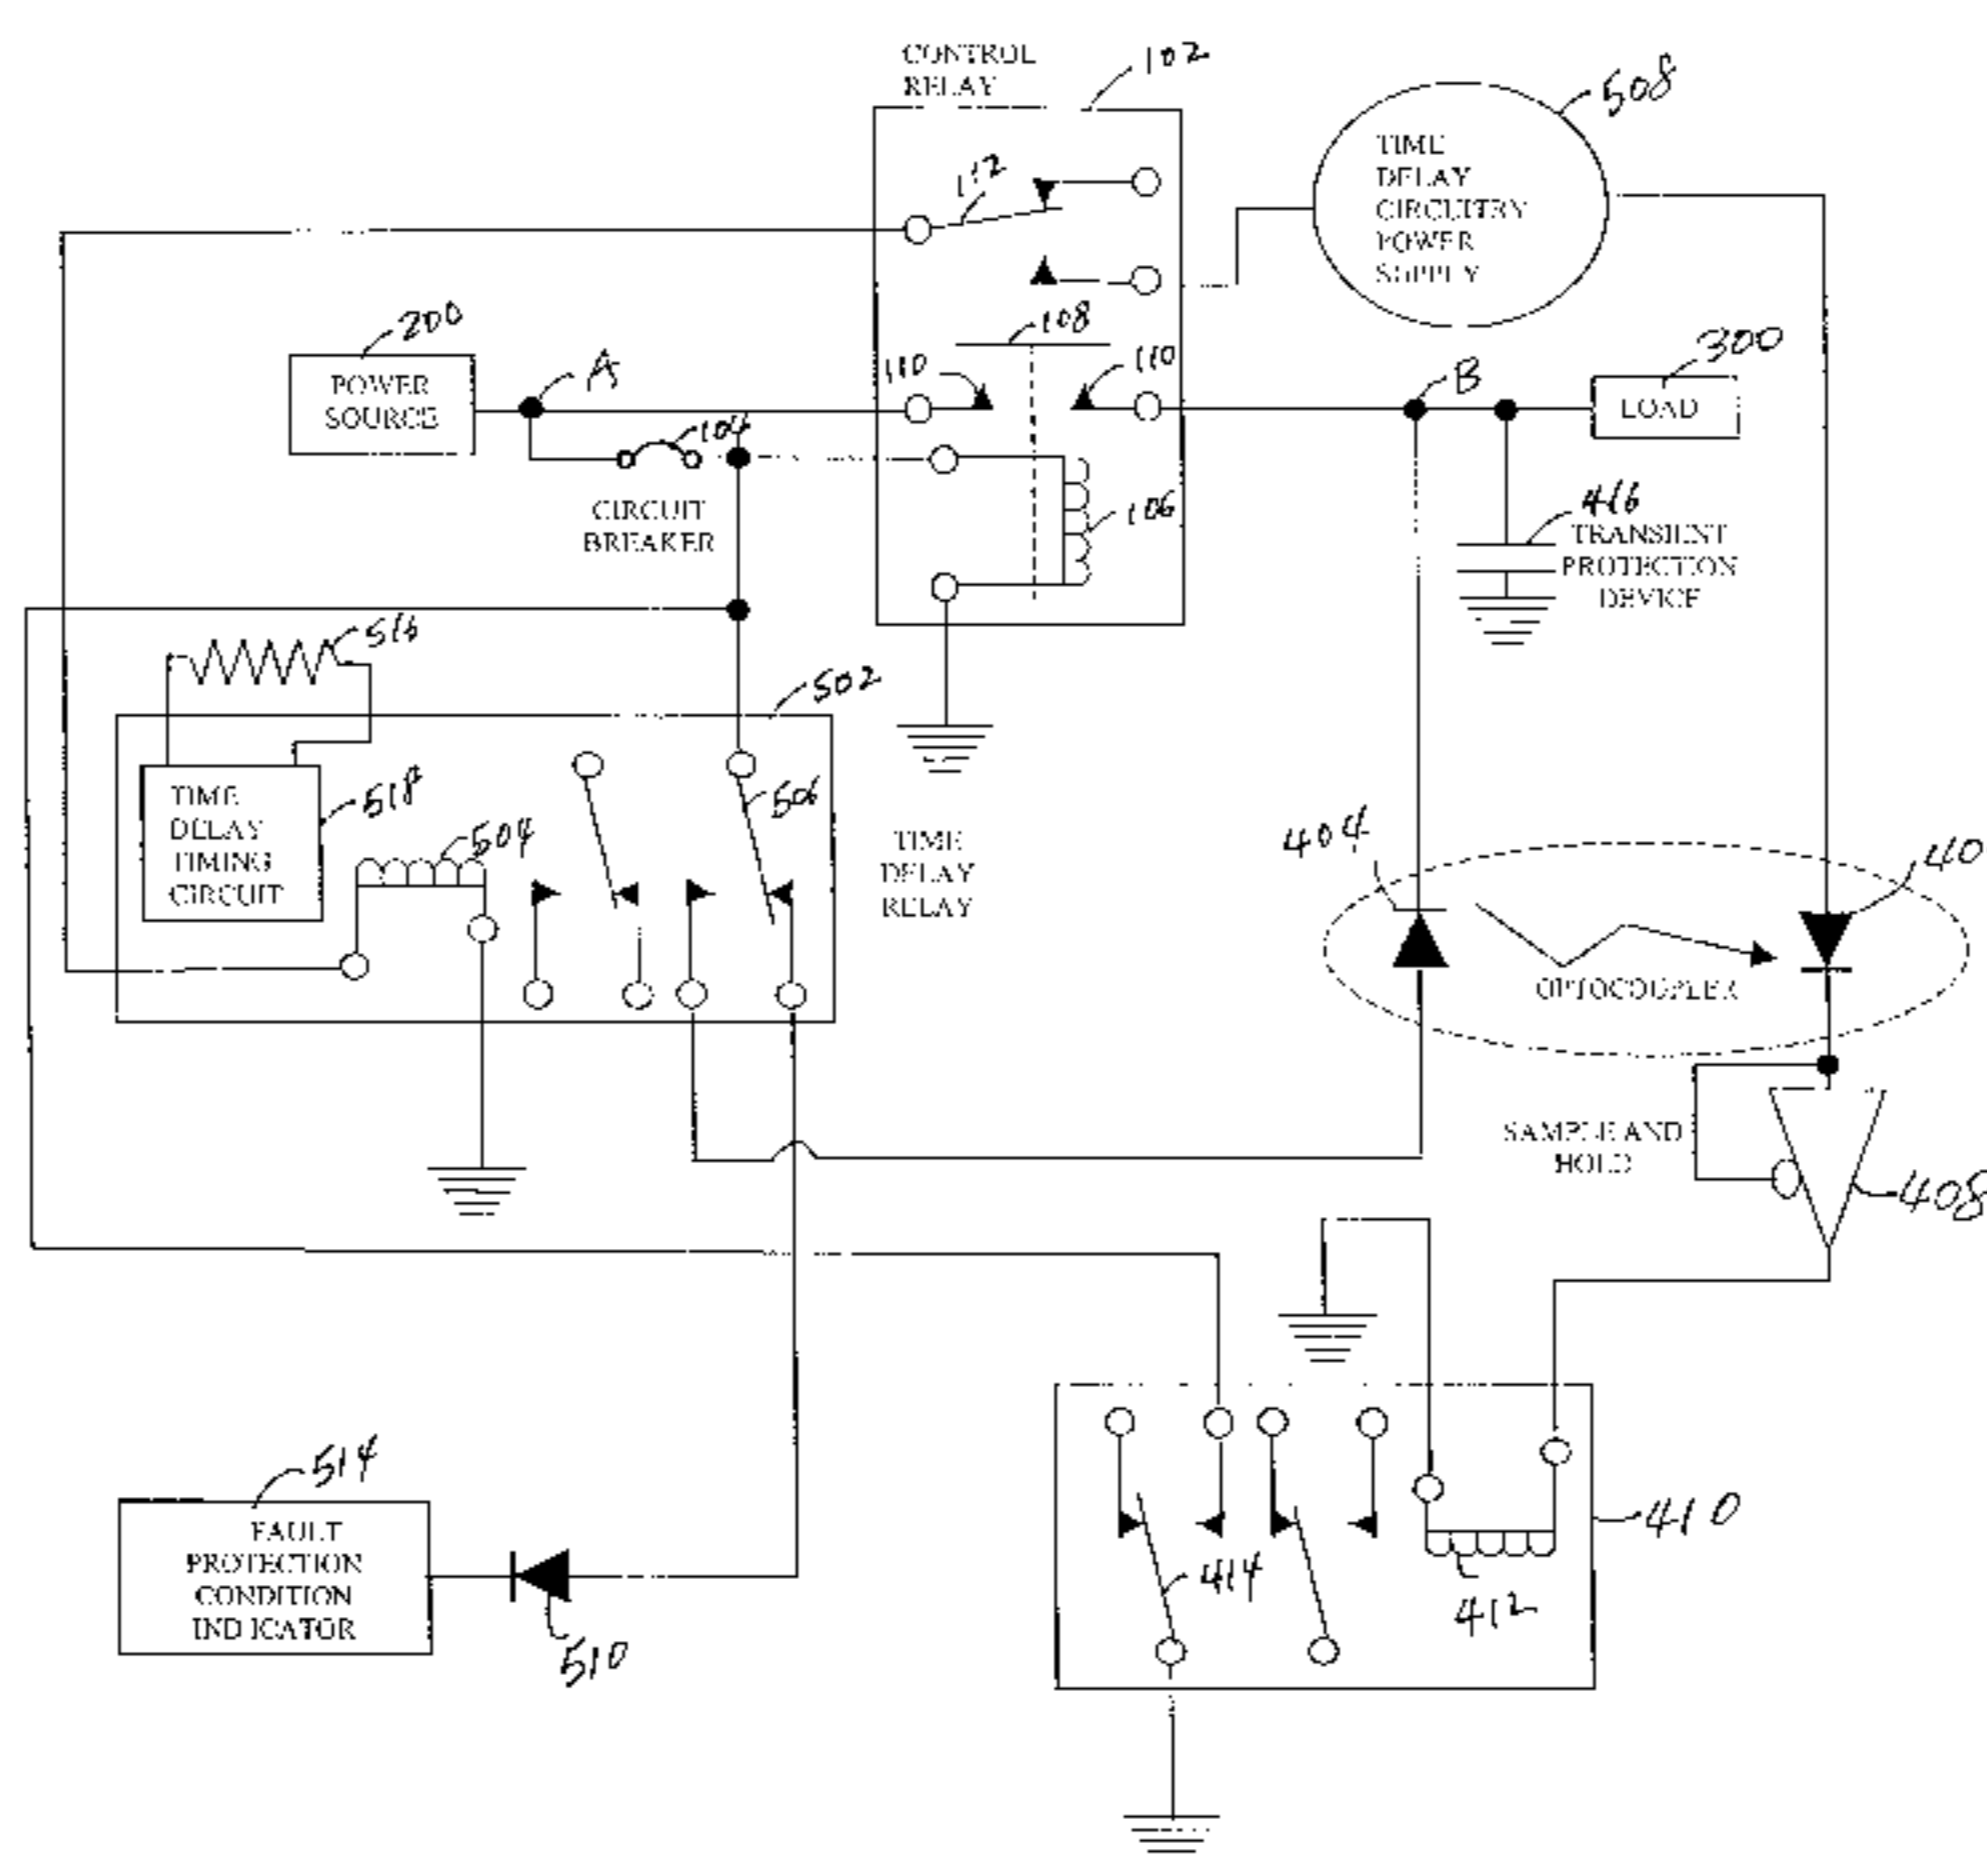 CONTROL
RELAY
102
508
TIME
DELAY
CIRCUITRY
POWER
SUPPLY
112
200
POWER
SOURCE
A
108
110
110
B
300
LOAD
104
CIRCUIT
BREAKER
106
416
TRANSIENT
PROTECTION
DEVICE
516
502
TIME
DELAY
TIMING
CIRCUIT
518
504
506
TIME
DELAY
RELAY
404
40
OPTOCOUPLER
SAMPLE AND
HOLD
408
410
414
412
514
FAULT
PROTECTION
CONDITION
INDICATOR
510